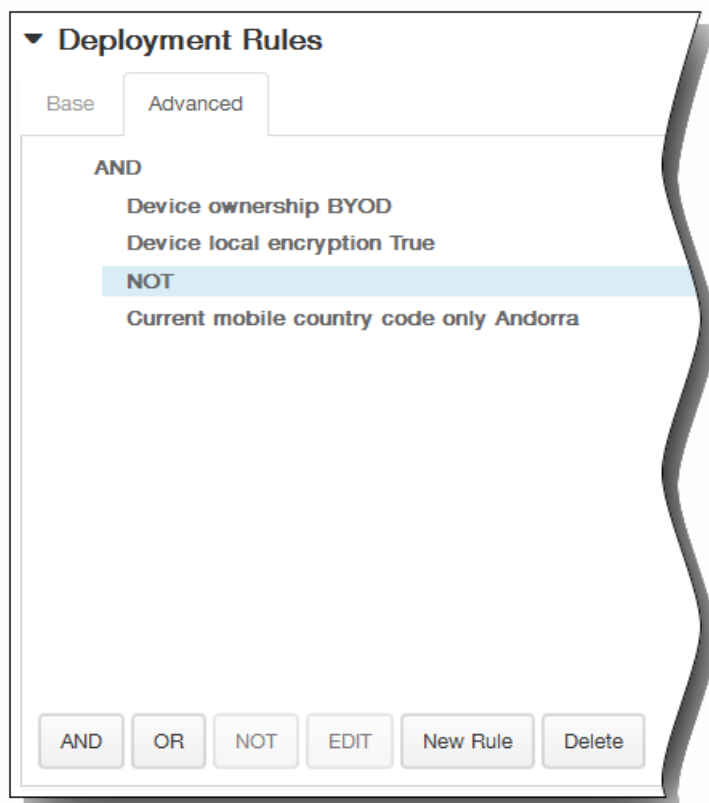 Deployment Rules
Base Advanced
AND
Device ownership BYOD
Device local encryption True
NOT
Current mobile country code only Andorra
AND OR NOT EDIT New Rule Delete